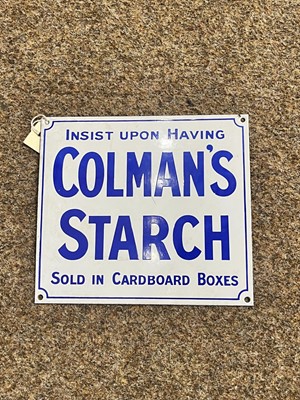 INSIST UPON HAVING
COLMAN'S
STARCH
SOLD IN CARDBOARD BOXES